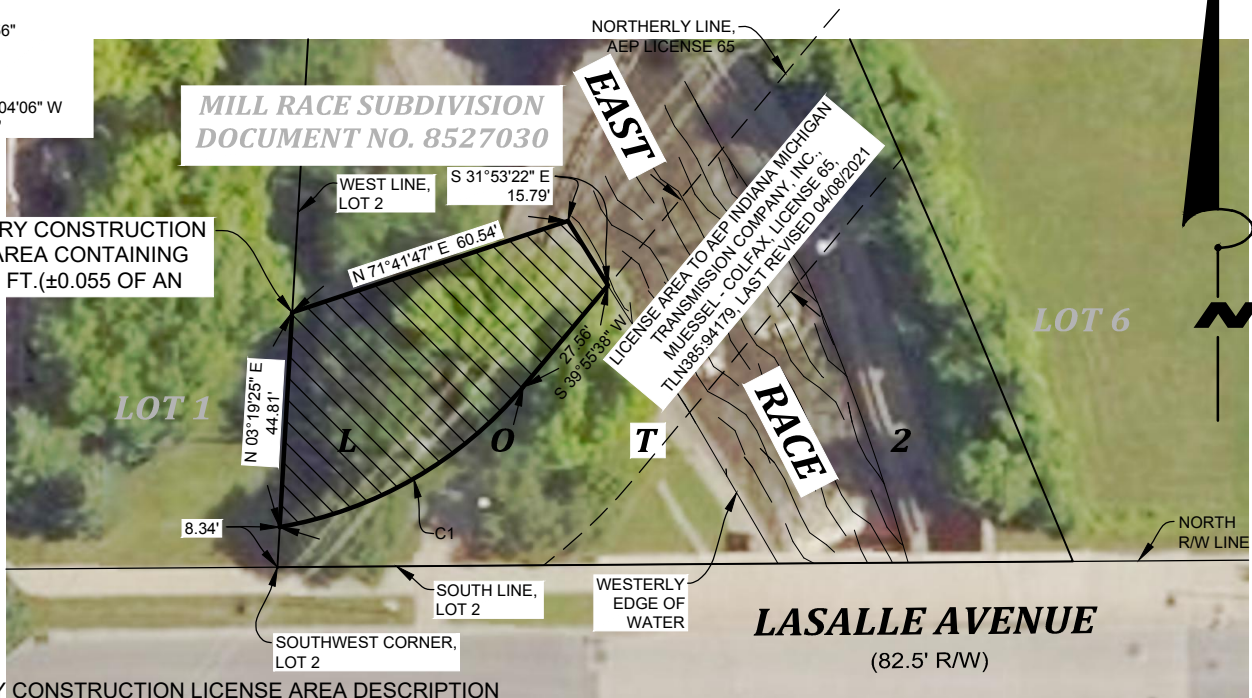 04'06" W
NORTHERLY LINE,
AEP LICENSE 65
MILL RACE SUBDIVISION
DOCUMENT NO. 8527030
EAST
WEST LINE,
LOT 2
S 31°53'22" E
15.79'
LICENSE AREA TO AEP INDIANA MICHIGAN
TRANSMISSION COMPANY, INC.,
MUESSEL - COLFAX, LICENSE 65,
TLN385:94179, LAST REVISED 04/08/2021
RY CONSTRUCTION
AREA CONTAINING
FT.(±0.055 OF AN
N 71°41'47" E 60.54'
27.56'
S 39°55'38" W
N 03°19'25" E
44.81'
LOT 1
LOT 6
N
L O T 2
RACE
8.34'
C1
NORTH
R/W LINE
SOUTH LINE,
LOT 2
WESTERLY
EDGE OF
WATER
LASALLE AVENUE
(82.5' R/W)
SOUTHWEST CORNER,
LOT 2
Y CONSTRUCTION LICENSE AREA DESCRIPTION